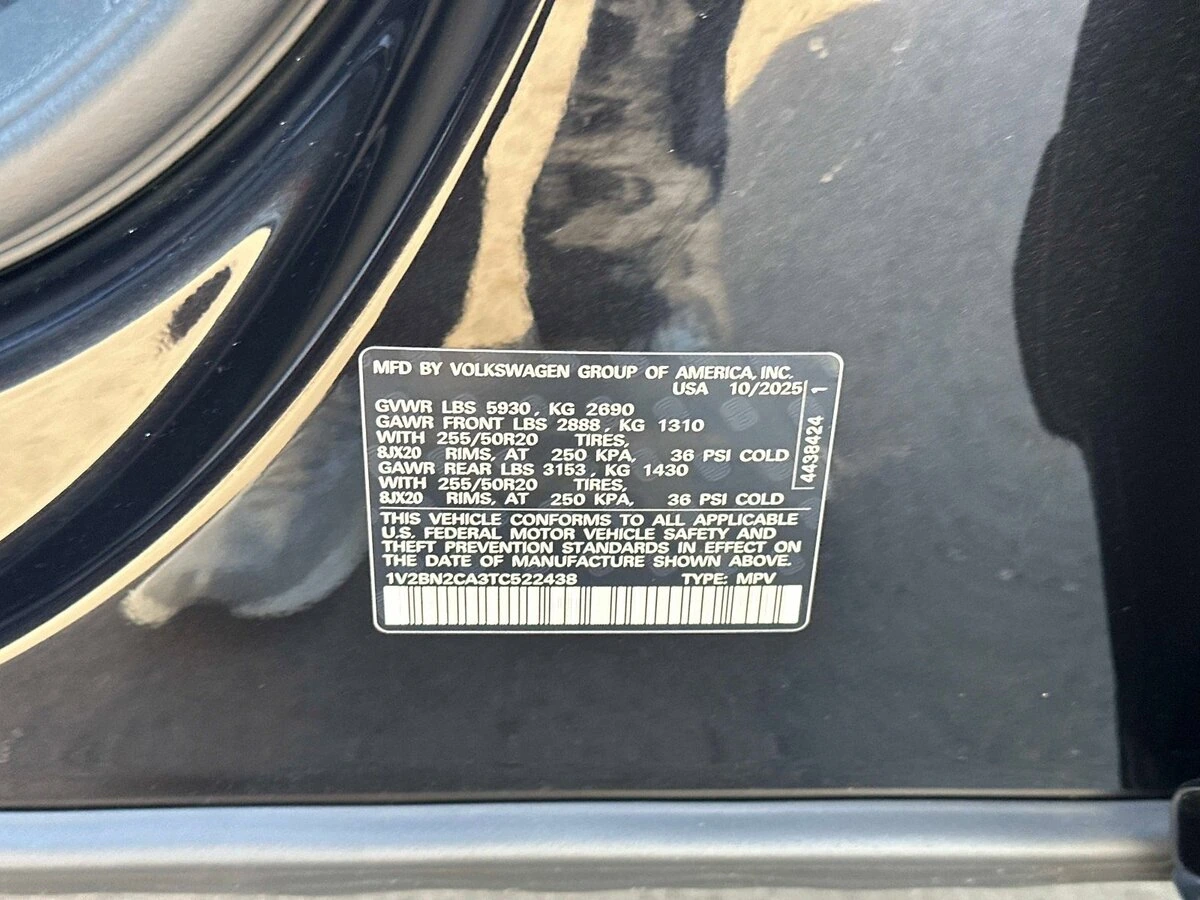 MFD BY VOLKSWAGEN GROUP OF AMERICA, INC.
USA 10/2025
GVWR LBS 5930, KG 2690
GAWR FRONT LBS 2888, KG 1310
WITH 255/50R20 TIRES,
8JX20 RIMS, AT 250 KPA, 36 PSI COLD
GAWR REAR LBS 3153, KG 1430
WITH 255/50R20 TIRES,
8JX20 RIMS, AT 250 KPA, 36 PSI COLD
4438424 1
THIS VEHICLE CONFORMS TO ALL APPLICABLE
U.S. FEDERAL MOTOR VEHICLE SAFETY AND
THEFT PREVENTION STANDARDS IN EFFECT ON
THE DATE OF MANUFACTURE SHOWN ABOVE.
1V2BN2CA3TC522438 TYPE: MPV